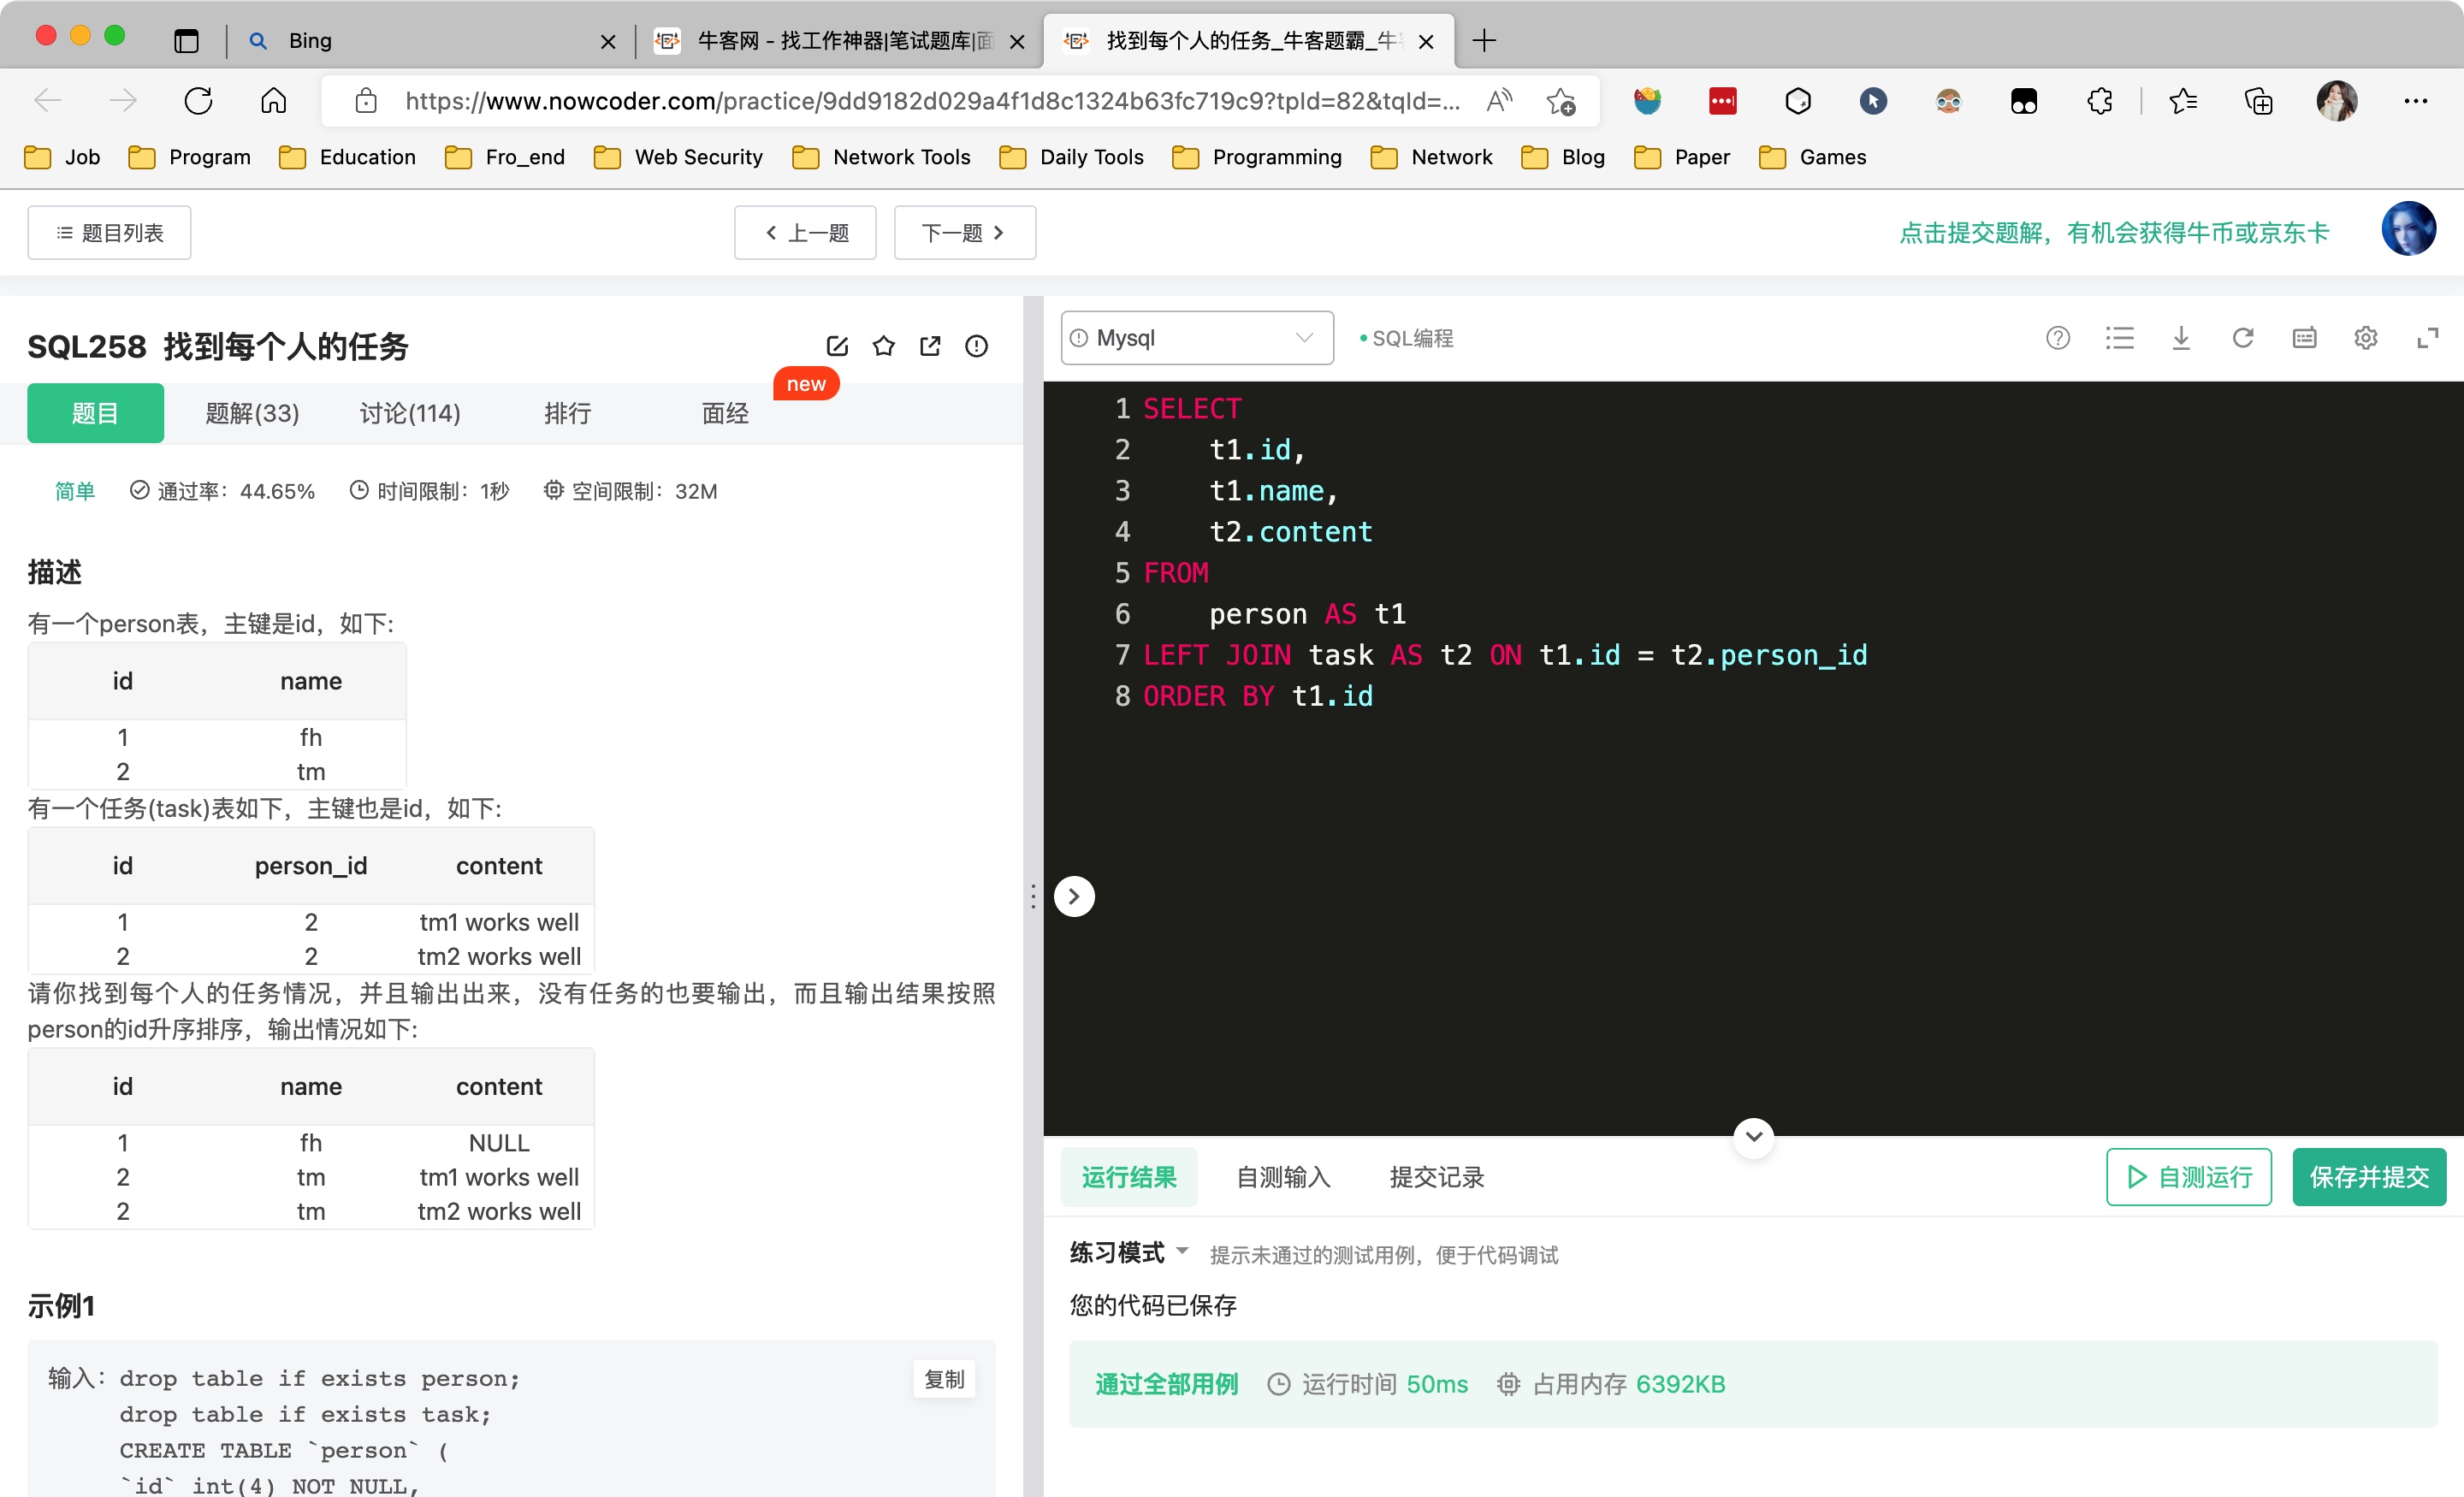 Bing
牛客网 - 找工作神器|笔试题库|面
找到每个人的任务_牛客题霸_牛
https://www.nowcoder.com/practice/9dd9182d029a4f1d8c1324b63fc719c9?tpId=82&tqId=...
Job Program Education Fro_end Web Security Network Tools Daily Tools Programming Network Blog Paper Games
题目列表
上一题
下一题
点击提交题解，有机会获得牛币或京东卡
SQL258 找到每个人的任务
new
题目 题解(33) 讨论(114) 排行 面经
简单 通过率：44.65% 时间限制：1秒 空间限制：32M
描述
有一个person表，主键是id，如下:
id name
1 fh
2 tm
有一个任务(task)表如下，主键也是id，如下:
id person_id content
1 2 tm1 works well
2 2 tm2 works well
请你找到每个人的任务情况，并且输出出来，没有任务的也要输出，而且输出结果按照
person的id升序排序，输出情况如下:
id name content
1 fh NULL
2 tm tm1 works well
2 tm tm2 works well
示例1
输入：drop table if exists person;
复制
drop table if exists task;
CREATE TABLE `person` (
`id` int(4) NOT NULL,
Mysql
SQL编程
1 SELECT
2 t1.id,
3 t1.name,
4 t2.content
5 FROM
6 person AS t1
7 LEFT JOIN task AS t2 ON t1.id = t2.person_id
8 ORDER BY t1.id
运行结果 自测输入 提交记录
自测运行
保存并提交
练习模式 提示未通过的测试用例，便于代码调试
您的代码已保存
通过全部用例 运行时间 50ms 占用内存 6392KB